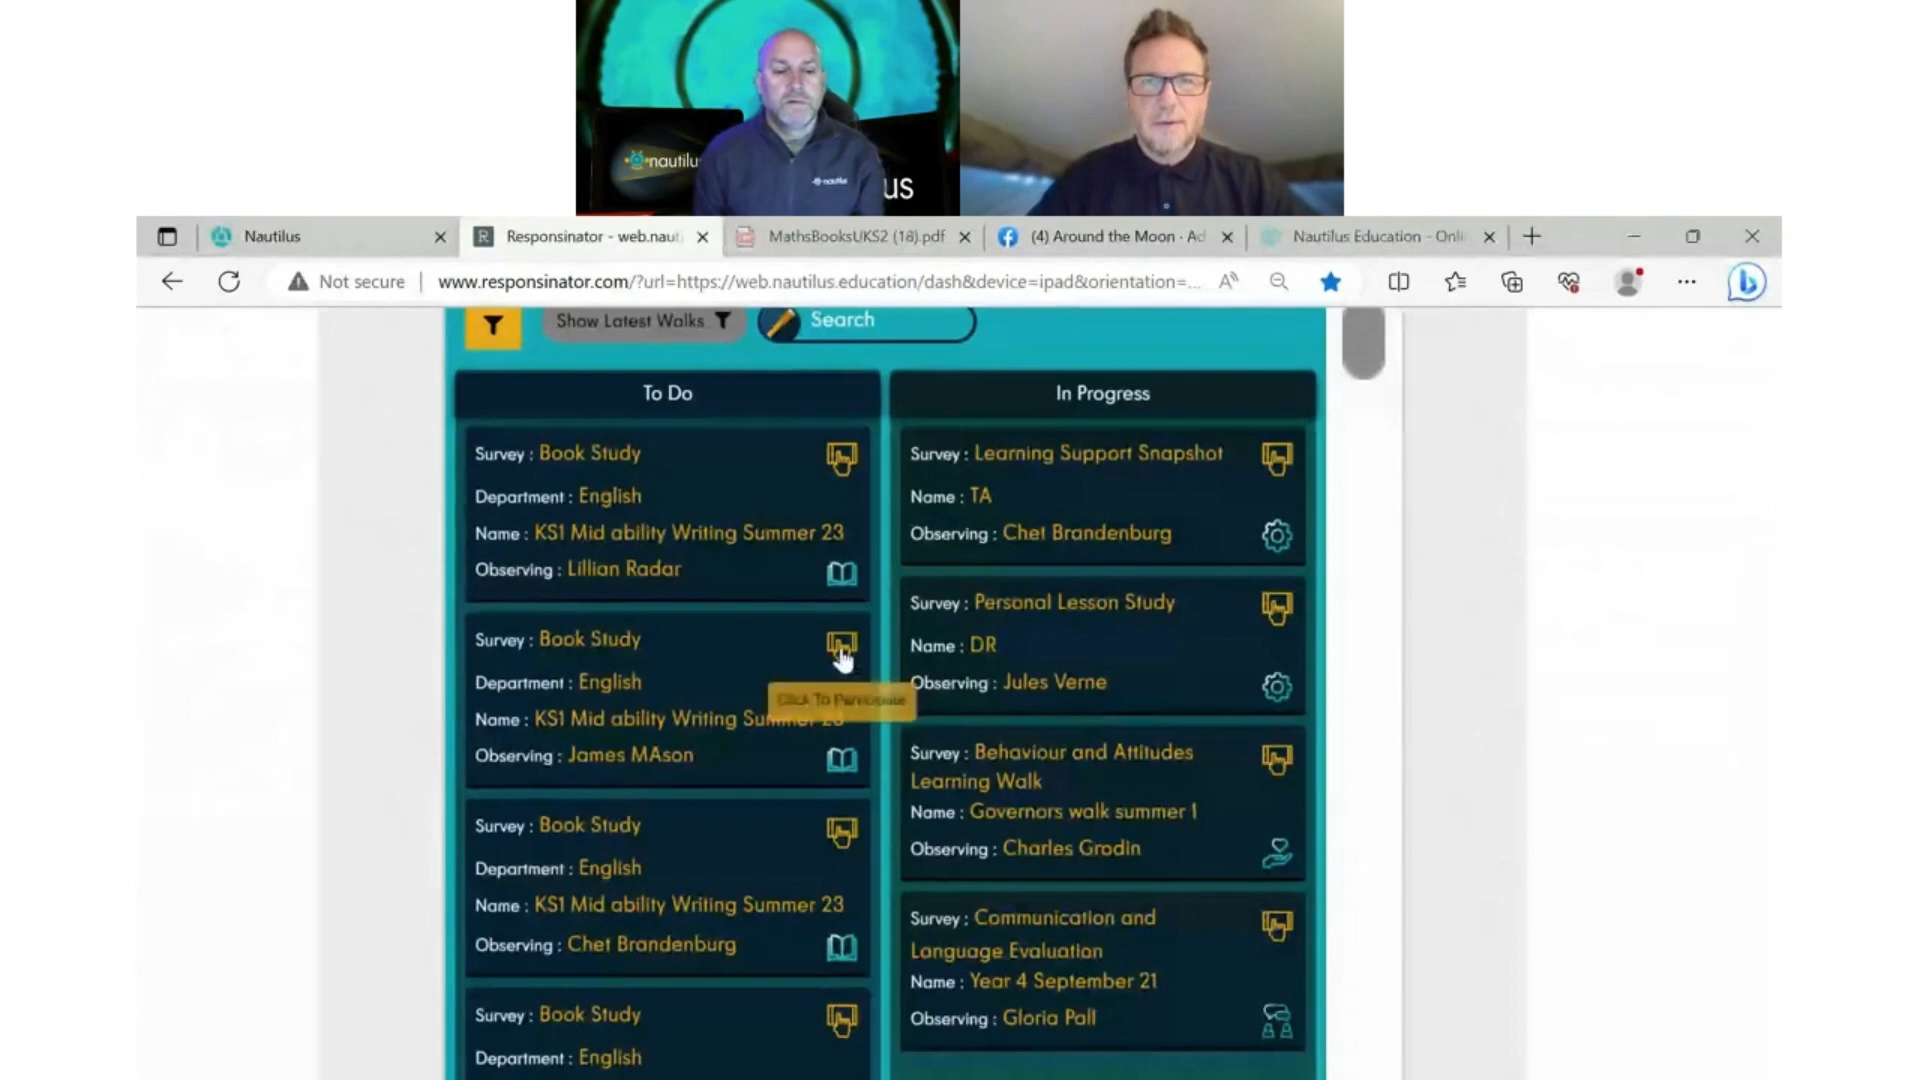 nautilu
nautilus
us
Nautilus
Responsinator - web.naut
MathsBooksUKS2 (18).pdf
(4) Around the Moon · Ad
Nautilus Education - Onli
Not secure
www.responsinator.com/?url=https://web.nautilus.education/dash&device=ipad&orientation=...
Show Latest Walks
Search
To Do
In Progress
Survey : Book Study
Department : English
Name : KS1 Mid ability Writing Summer 23
Observing : Lillian Radar
Survey : Book Study
Department : English
Click To Participate
Name : KS1 Mid ability Writing Summer 23
Observing : James MAson
Survey : Book Study
Department : English
Name : KS1 Mid ability Writing Summer 23
Observing : Chet Brandenburg
Survey : Book Study
Department : English
Survey : Learning Support Snapshot
Name : TA
Observing : Chet Brandenburg
Survey : Personal Lesson Study
Name : DR
Observing : Jules Verne
Survey : Behaviour and Attitudes
Learning Walk
Name : Governors walk summer 1
Observing : Charles Grodin
Survey : Communication and
Language Evaluation
Name : Year 4 September 21
Observing : Gloria Pall